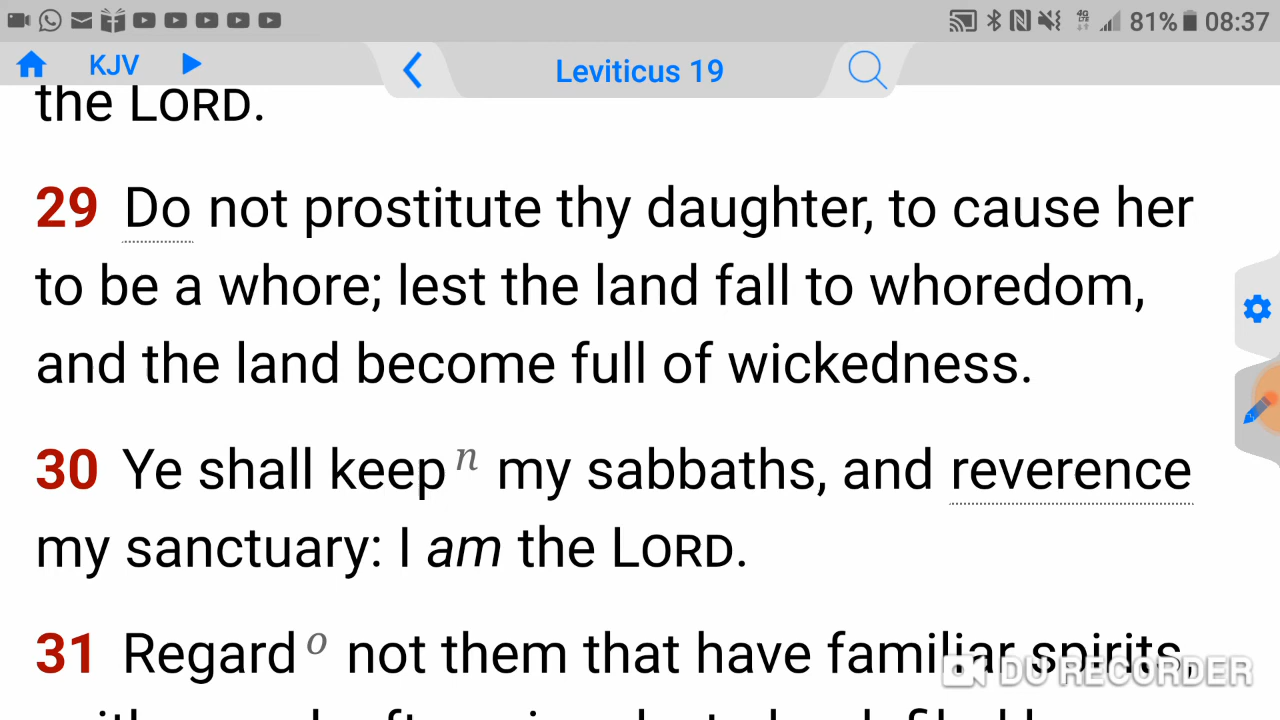 81% 08:37
KJV Leviticus 19
the LORD.
29 Do not prostitute thy daughter, to cause her
to be a whore; lest the land fall to whoredom,
and the land become full of wickedness.
30 Ye shall keep n my sabbaths, and reverence
my sanctuary: I am the LORD.
31 Regard o not them that have familiar spirits,
DU RECORDER